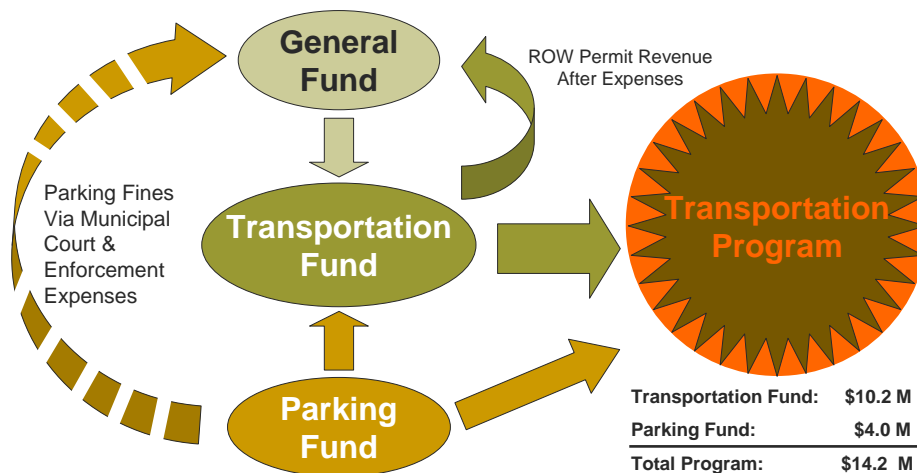 General
Fund
ROW Permit Revenue
After Expenses
Parking Fines
Via Municipal
Court &
Enforcement
Expenses
Transportation
Fund
Transportation
Program
Parking
Fund
Transportation Fund: $10.2 M
Parking Fund: $4.0 M
Total Program: $14.2 M